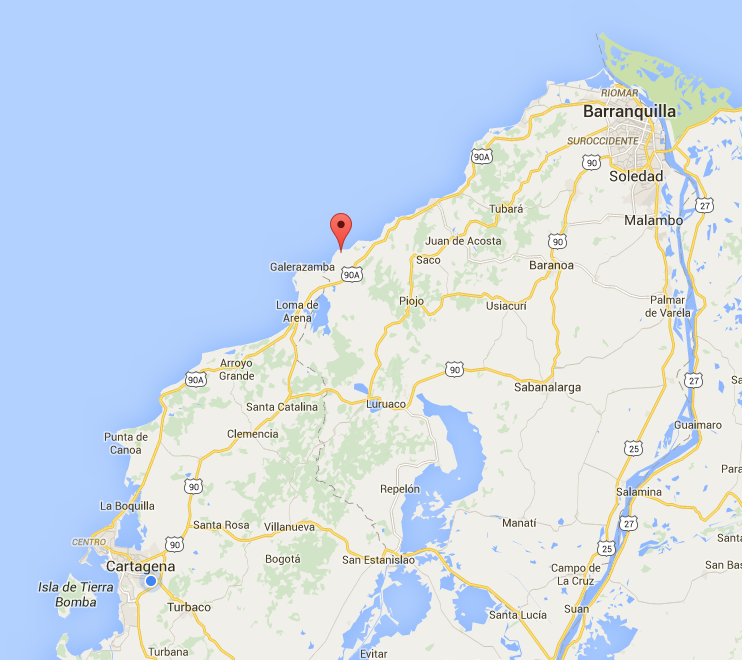 RIOMAR
Barranquilla
SUROCCIDENTE
90A
90
Soledad
27
Tubará
Malambo
Juan de Acosta
90
Saco
Baranoa
Galerazamba
90A
Loma de
Arena
Piojo
Usiacurí
Palmar
de Varela
Arroyo
Grande
90A
90
27
Sabanalarga
Santa Catalina
Luruaco
Guaimaro
Clemencia
Punta de
Canoa
25
Para
90
Repelón
Salamina
La Boquilla
Santa Rosa
Villanueva
Manatí
27
Santa
CENTRO
90
25
Cartagena
Bogotá
San Estanislao
Campo de
La Cruz
San Bas
Isla de Tierra
Bomba
Turbaco
Santa Lucía
Suan
Turbana
Evitar